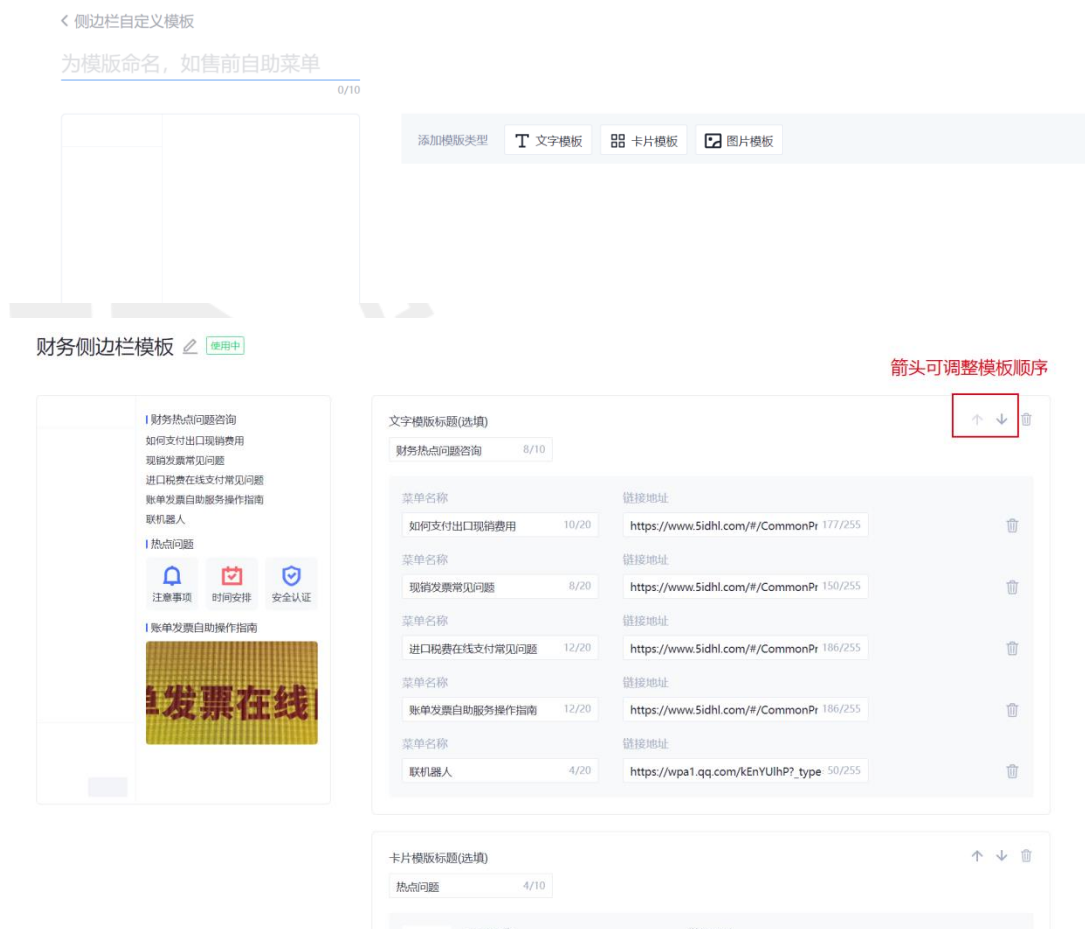 侧边栏自定义模板
为模版命名，如售前自助菜单
0/10
添加模版类型 文字模板 卡片模板 图片模板
财务侧边栏模板 使用中
箭头可调整模板顺序
财务热点问题咨询
如何支付出口现销费用
现销发票常见问题
进口税费在线支付常见问题
账单发票自助服务操作指南
联机器人
热点问题
注意事项 时间安排 安全认证
账单发票自助操作指南
发票在线
文字模版标题(选填)
财务热点问题咨询 8/10
菜单名称 链接地址
如何支付出口现销费用 10/20 https://www.5idhl.com/#/CommonPr 177/255
菜单名称 链接地址
现销发票常见问题 8/20 https://www.5idhl.com/#/CommonPr 150/255
菜单名称 链接地址
进口税费在线支付常见问题 12/20 https://www.5idhl.com/#/CommonPr 186/255
菜单名称 链接地址
账单发票自助服务操作指南 12/20 https://www.5idhl.com/#/CommonPr 186/255
菜单名称 链接地址
联机器人 4/20 https://wpa1.qq.com/kEnYUlhP?_type 50/255
卡片模版标题(选填)
热点问题 4/10